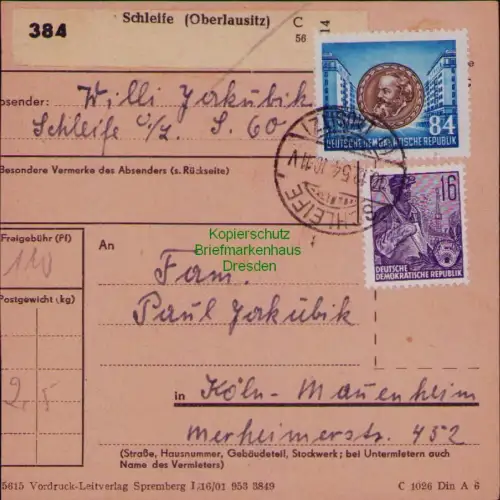 384
Schleife (Oberlausitz)
C 14
56
84
DEUTSCHE DEMOKRATISCHE REPUBLIK
Absender: Willi Jakubik
Schleife O/L. S. 60
Besondere Vermerke des Absenders (s. Rückseite)
SCHLEIFE
16
DEUTSCHE
DEMOKRATISCHE REPUBLIK
Freigebühr (Pf)
An
Kopierschutz
Briefmarkenhaus
Dresden
Fam.
Paul Jakubik
Postgewicht (kg)
2,5
in Köln-Mauenheim
Merheimerstr. 452
(Straße, Hausnummer, Gebäudeteil, Stockwerk; bei Untermietern auch
Name des Vermieters)
5615 Vordruck-Leitverlag Spremberg I/16/01 953 3849
C 1026 Din A 6